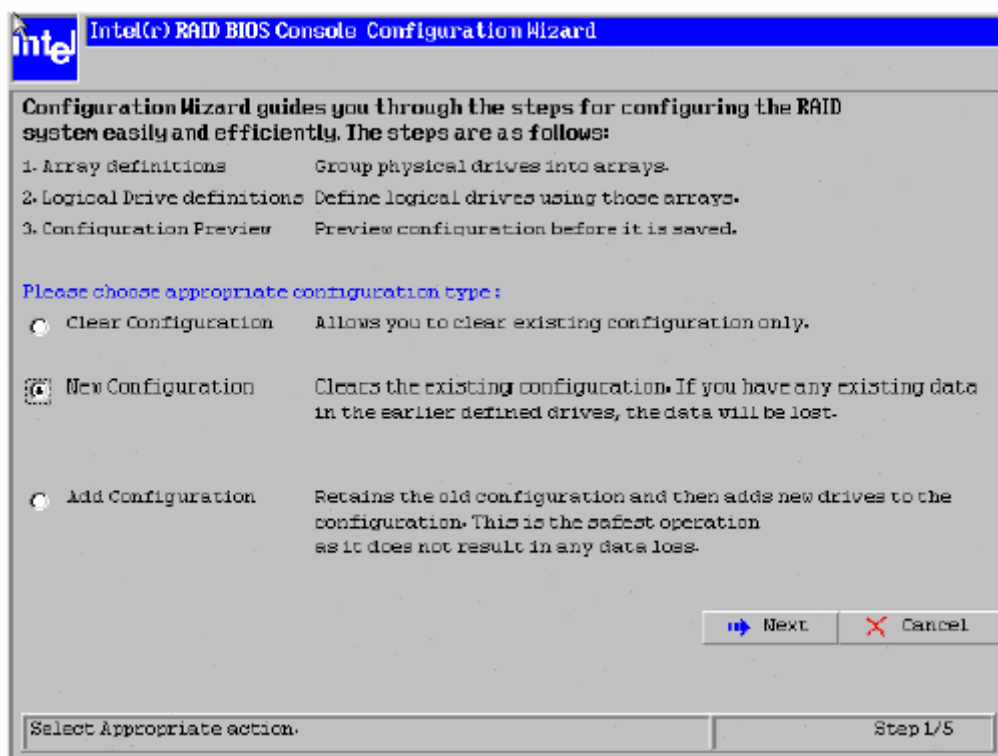 intel
Intel(r) RAID BIOS Console Configuration Wizard
Configuration Wizard guides you through the steps for configuring the RAID
system easily and efficiently. The steps are as follows:
1. Array definitions Group physical drives into arrays.
2. Logical Drive definitions Define logical drives using those arrays.
3. Configuration Preview Preview configuration before it is saved.
Please choose appropriate configuration type:
Clear Configuration Allows you to clear existing configuration only.
New Configuration Clears the existing configuration. If you have any existing data
in the earlier defined drives, the data will be lost.
Add Configuration Retains the old configuration and then adds new drives to the
configuration. This is the safest operation
as it does not result in any data loss.
Next Cancel
Select Appropriate action. Step 1/5